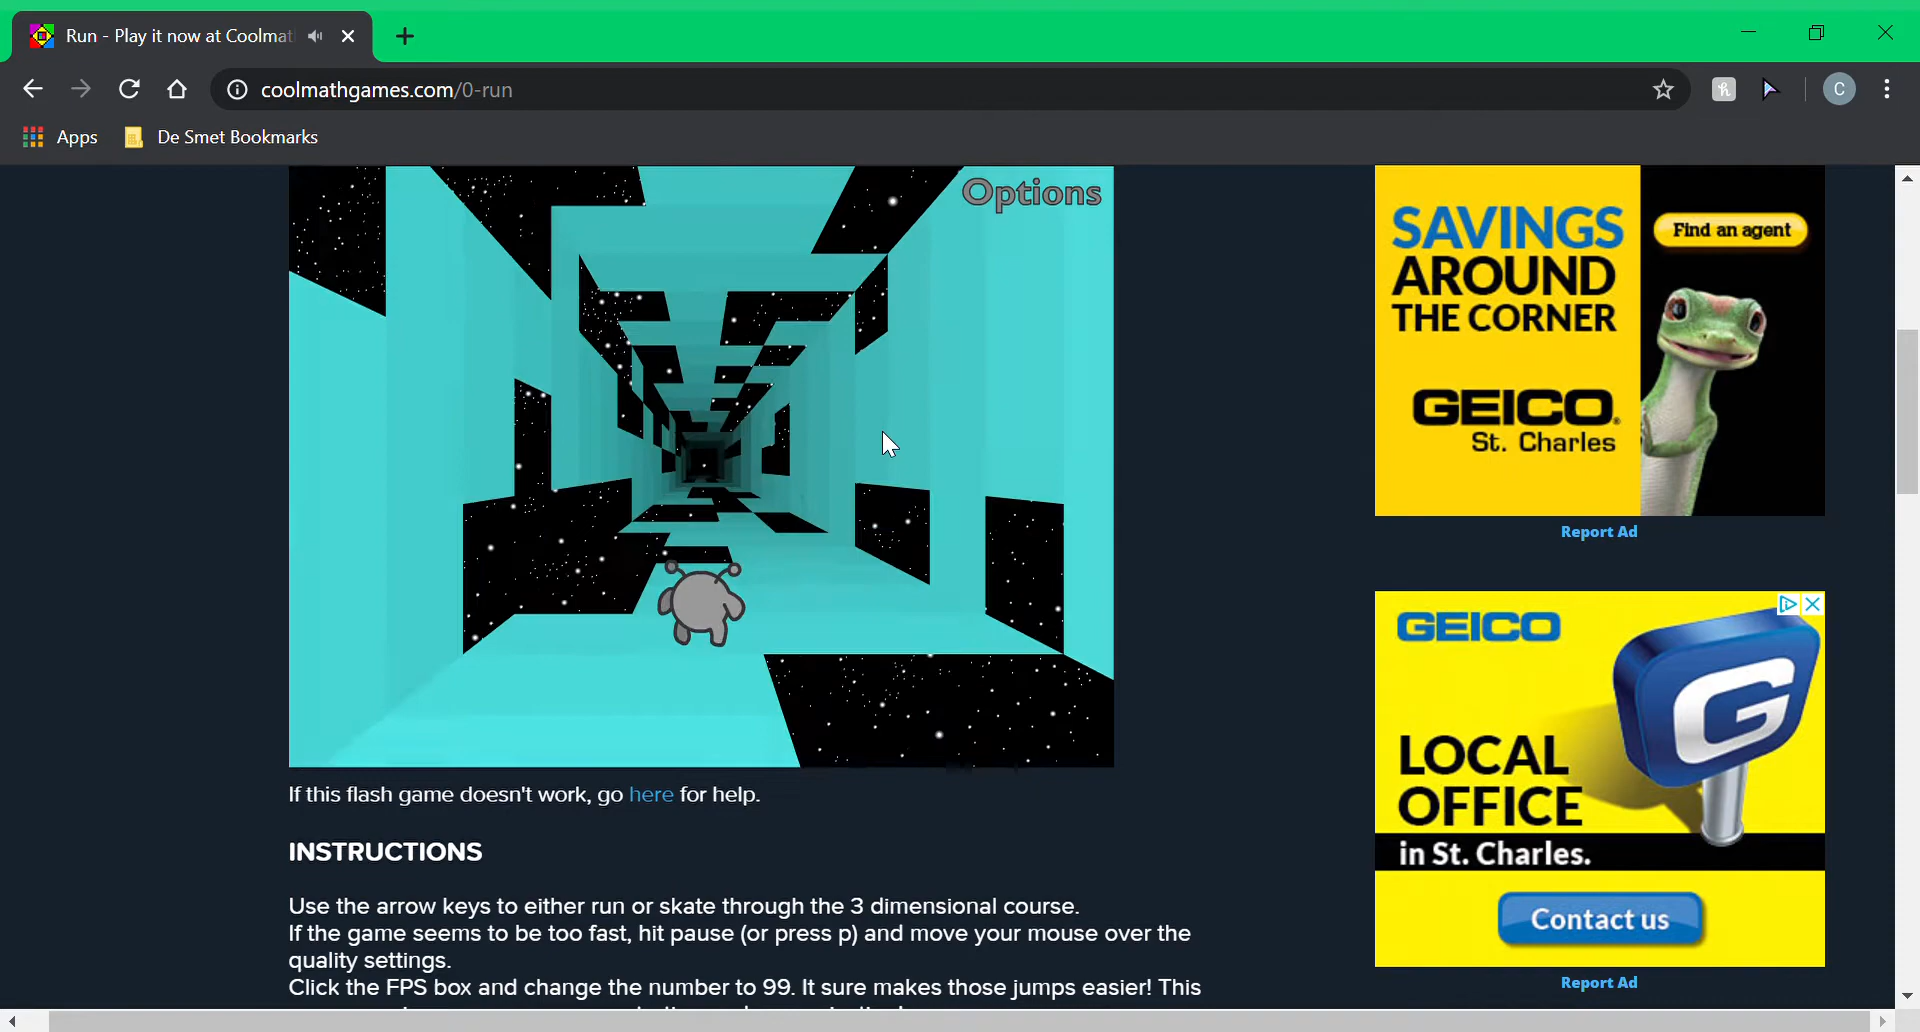 Run - Play it now at Coolmat
coolmathgames.com/0-run
C
Apps
De Smet Bookmarks
Options
If this flash game doesn't work, go here for help.
INSTRUCTIONS
Use the arrow keys to either run or skate through the 3 dimensional course.
If the game seems to be too fast, hit pause (or press p) and move your mouse over the
quality settings.
Click the FPS box and change the number to 99. It sure makes those jumps easier! This
SAVINGS
AROUND
THE CORNER
GEICO
St. Charles
Find an agent
Report Ad
GEICO
G
LOCAL
OFFICE
in St. Charles.
Contact us
Report Ad